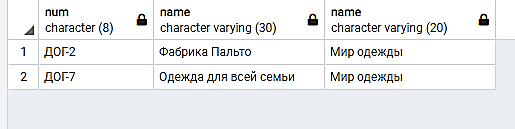 num name name
character (8) character varying (30) character varying (20)
1 ДОГ-2 Фабрика Пальто Мир одежды
2 ДОГ-7 Одежда для всей семьи Мир одежды